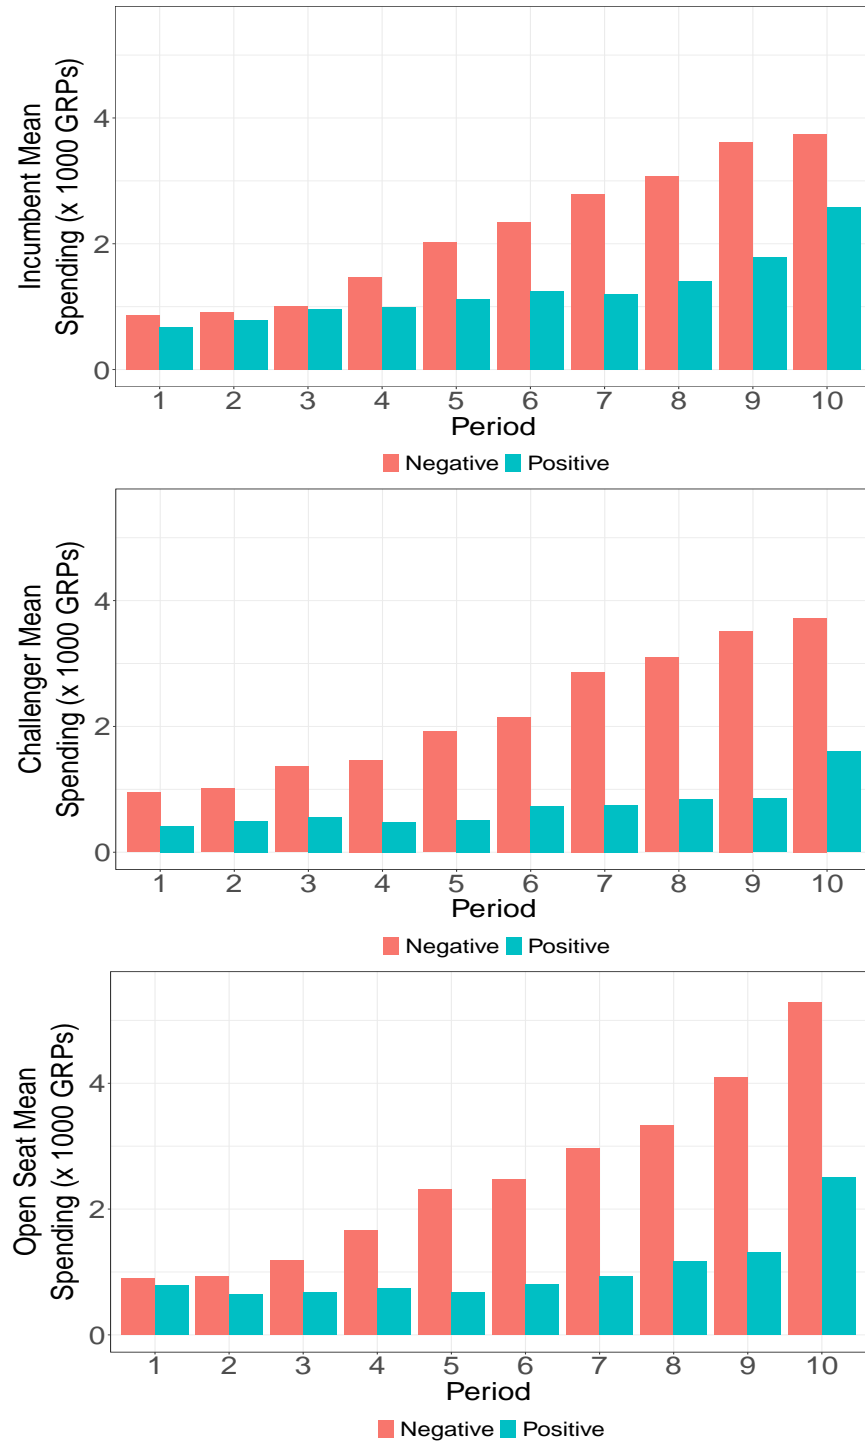 Incumbent Mean
Spending (x 1000 GRPs)
4
2
0
1 2 3 4 5 6 7 8 9 10
Period
Negative Positive
Challenger Mean
Spending (x 1000 GRPs)
4
2
0
1 2 3 4 5 6 7 8 9 10
Period
Negative Positive
Open Seat Mean
Spending (x 1000 GRPs)
4
2
0
1 2 3 4 5 6 7 8 9 10
Period
Negative Positive